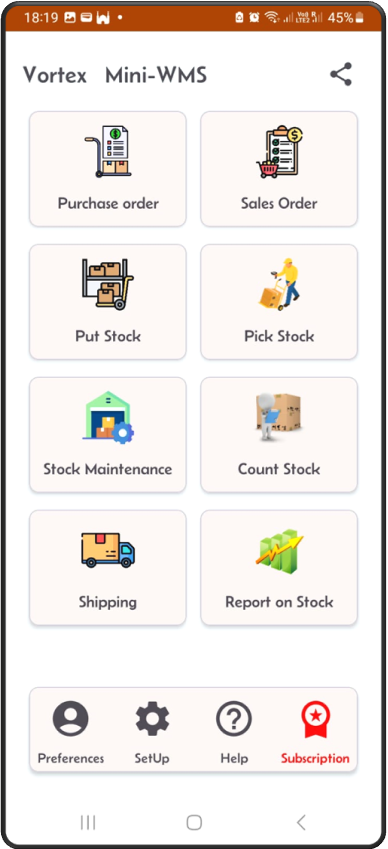 18:19 45%
Vortex Mini-WMS
Purchase order Sales Order
Put Stock Pick Stock
Stock Maintenance Count Stock
Shipping Report on Stock
Preferences SetUp Help Subscription